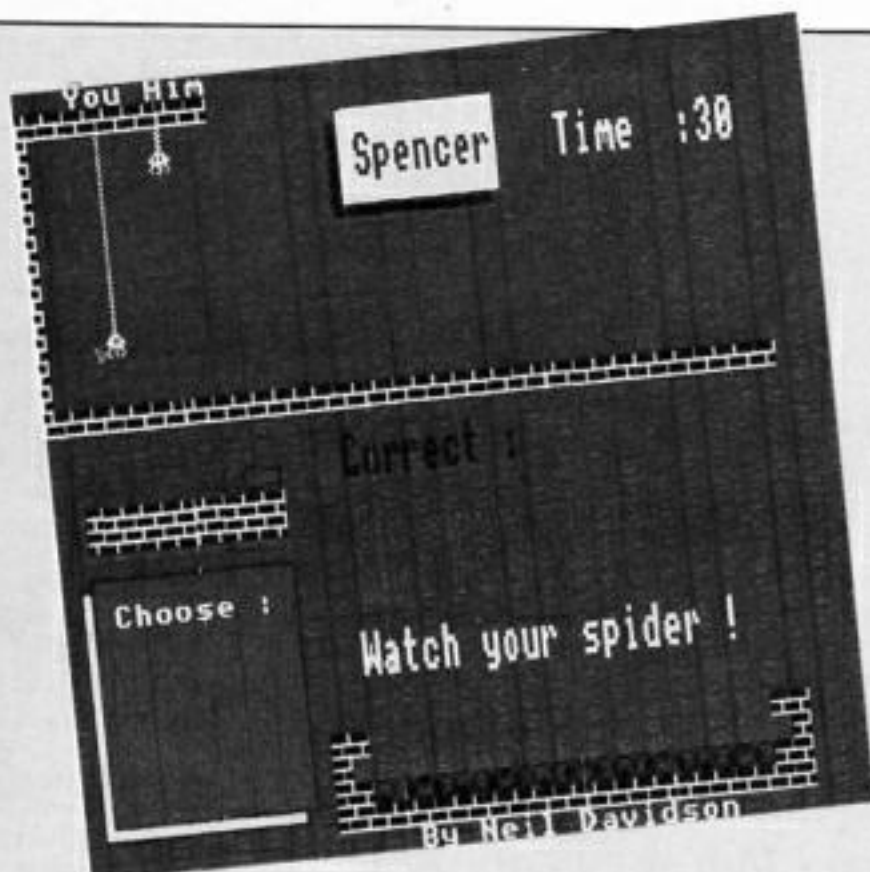 You Him
Spencer
Time :30
Correct :
Choose :
Watch your spider !
By Neil Davidson